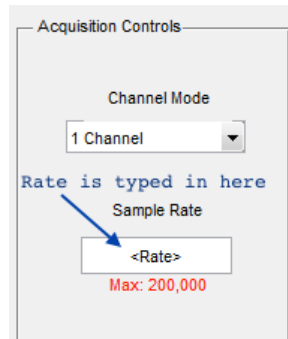 Acquisition Controls
Channel Mode
1 Channel
Rate is typed in here
Sample Rate
<Rate>
Max: 200,000